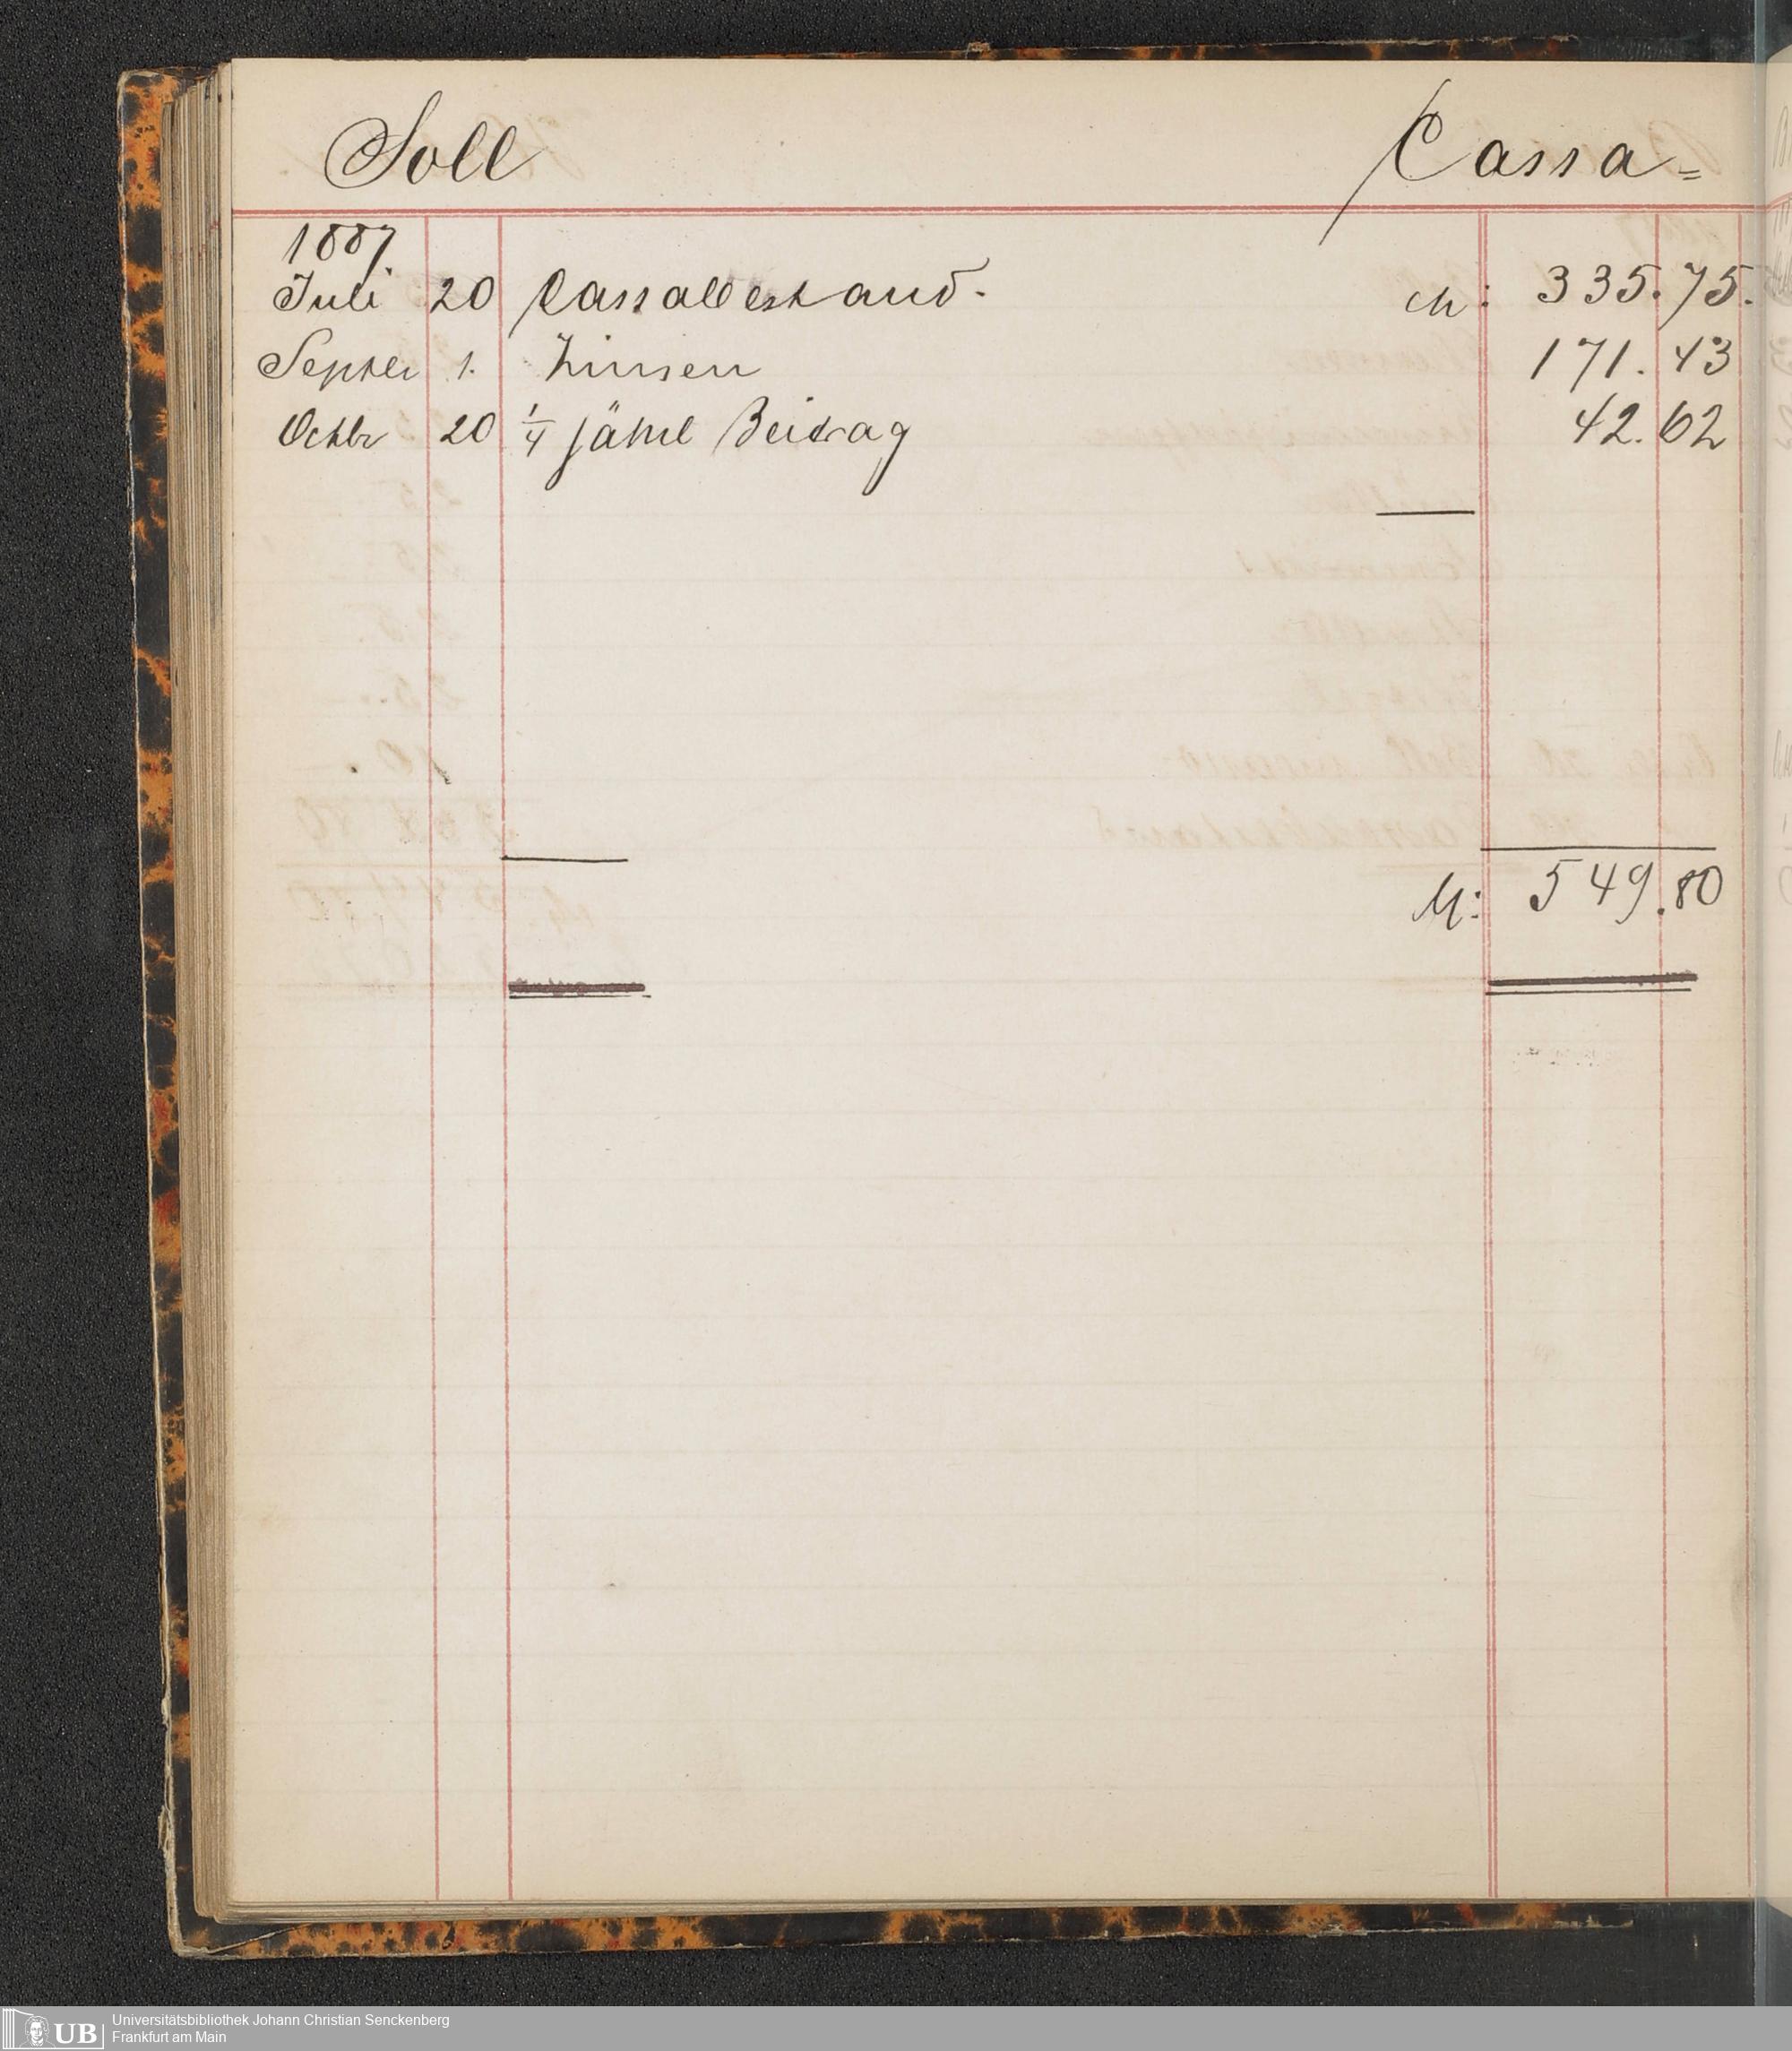 Soll Cassa=
1887.
Juli 20 Cassabestand. M: 335.75.
Septbr 1. Zinsen 171.43
Octbr 20 1/4 jährl Beitrag 42.62
M: 549.80
UB
Universitätsbibliothek Johann Christian Senckenberg
Frankfurt am Main